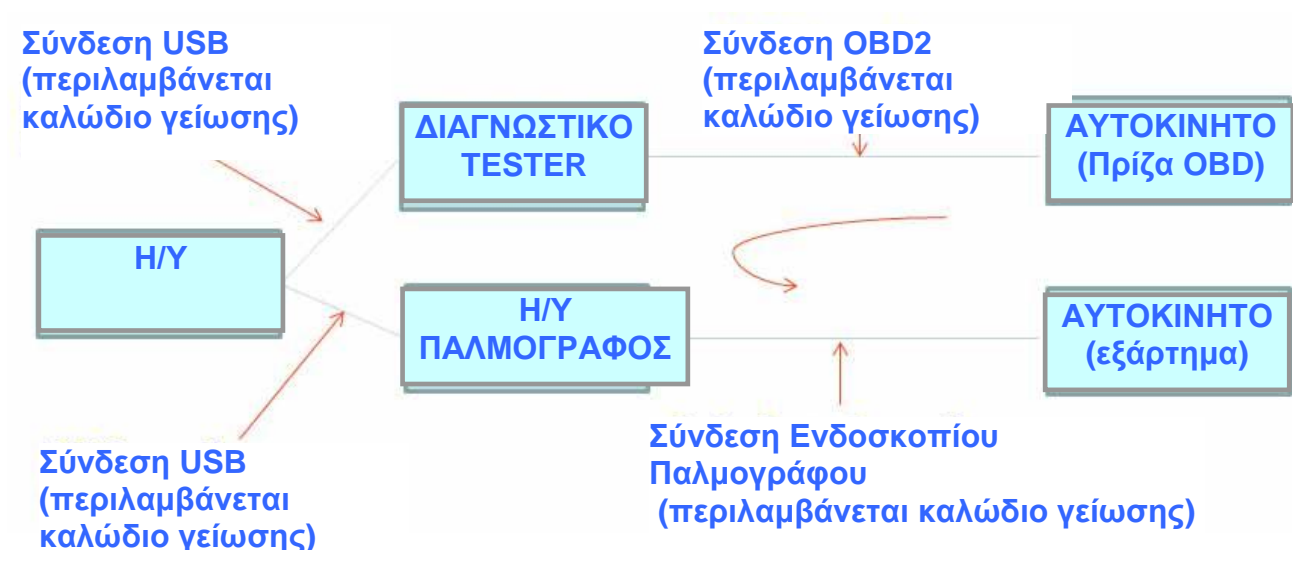 Σύνδεση USB
(περιλαμβάνεται
καλώδιο γείωσης)
Σύνδεση OBD2
(περιλαμβάνεται
καλώδιο γείωσης)
ΔΙΑΓΝΩΣΤΙΚΟ
TESTER
ΑΥΤΟΚΙΝΗΤΟ
(Πρίζα OBD)
Η/Υ
Η/Υ
ΠΑΛΜΟΓΡΑΦΟΣ
ΑΥΤΟΚΙΝΗΤΟ
(εξάρτημα)
Σύνδεση USB
(περιλαμβάνεται
καλώδιο γείωσης)
Σύνδεση Ενδοσκοπίου
Παλμογράφου
(περιλαμβάνεται καλώδιο γείωσης)